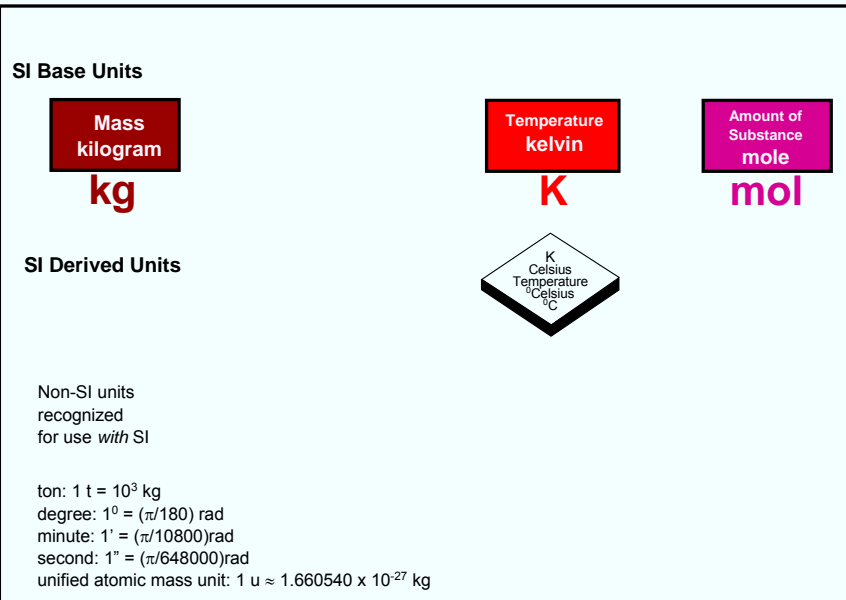 SI Base Units
Mass
kilogram
kg
Temperature
kelvin
K
Amount of
Substance
mole
mol
SI Derived Units
K
Celsius
Temperature
⁰Celsius
⁰C
Non-SI units
recognized
for use with SI
ton: 1 t = 10³ kg
degree: 1⁰ = (π/180) rad
minute: 1’ = (π/10800)rad
second: 1” = (π/648000)rad
unified atomic mass unit: 1 u ≈ 1.660540 x 10⁻²⁷ kg